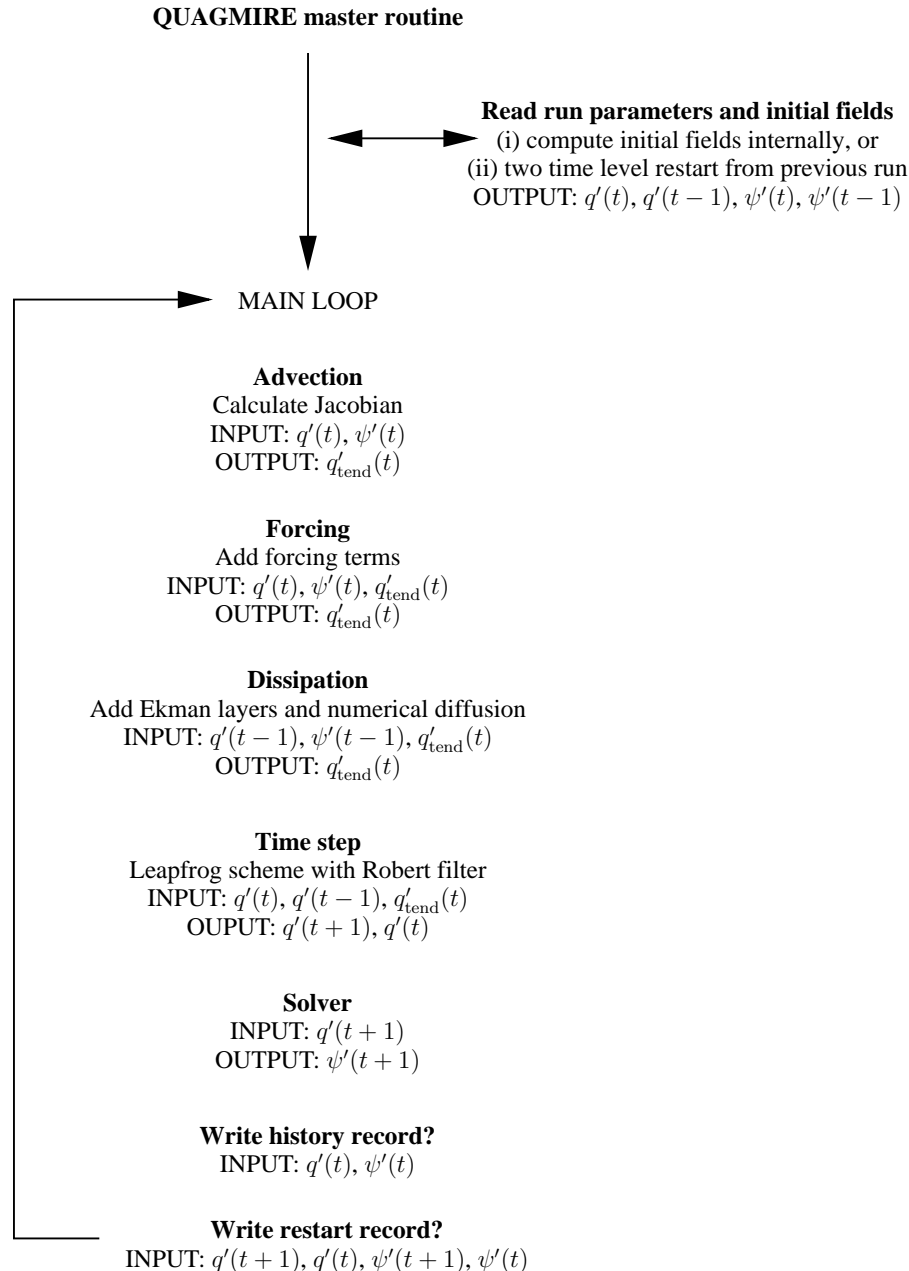 QUAGMIRE master routine
Read run parameters and initial fields
(i) compute initial fields internally, or
(ii) two time level restart from previous run
OUTPUT: q′(t), q′(t − 1), ψ′(t), ψ′(t − 1)
MAIN LOOP
Advection
Calculate Jacobian
INPUT: q′(t), ψ′(t)
OUTPUT: q′tend(t)
Forcing
Add forcing terms
INPUT: q′(t), ψ′(t), q′tend(t)
OUTPUT: q′tend(t)
Dissipation
Add Ekman layers and numerical diffusion
INPUT: q′(t − 1), ψ′(t − 1), q′tend(t)
OUTPUT: q′tend(t)
Time step
Leapfrog scheme with Robert filter
INPUT: q′(t), q′(t − 1), q′tend(t)
OUPUT: q′(t + 1), q′(t)
Solver
INPUT: q′(t + 1)
OUTPUT: ψ′(t + 1)
Write history record?
INPUT: q′(t), ψ′(t)
Write restart record?
INPUT: q′(t + 1), q′(t), ψ′(t + 1), ψ′(t)